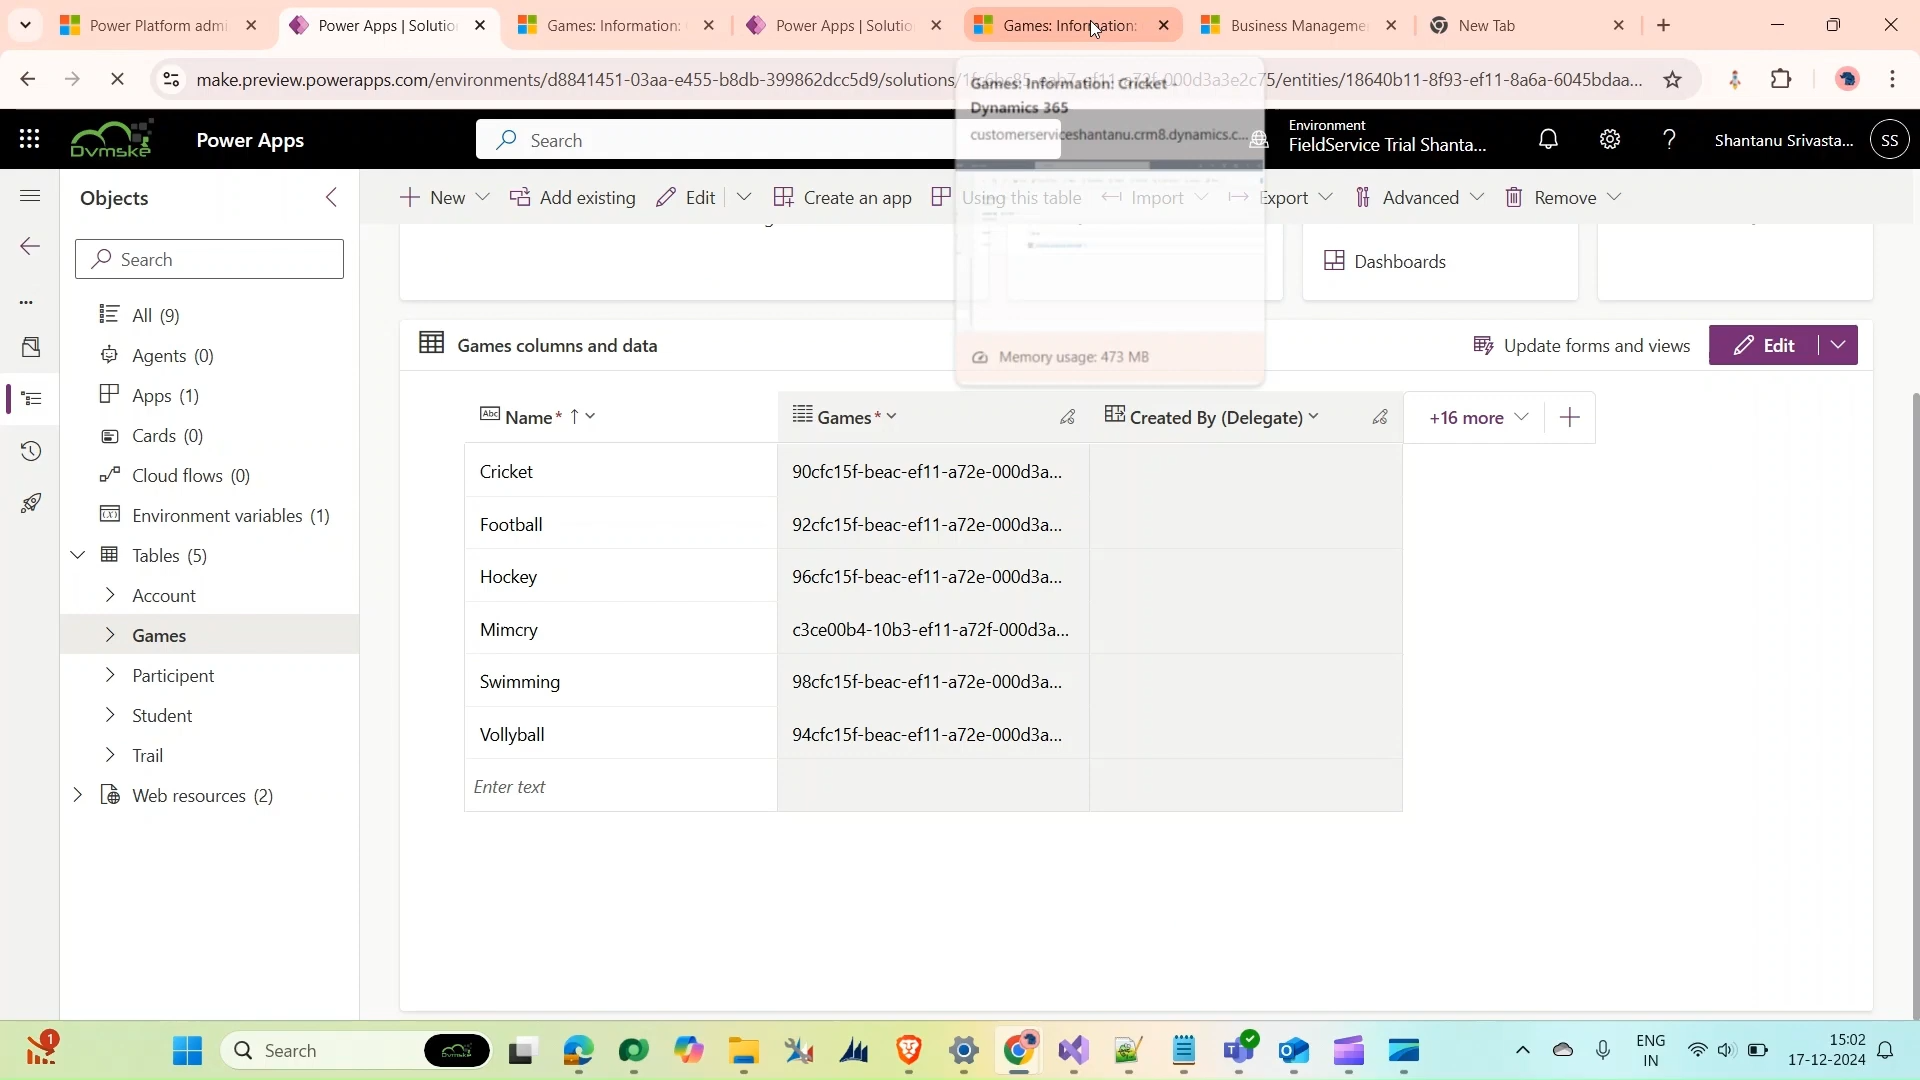 Power Platform admi
Power Apps | Solutio
Games: Information:
Power Apps | Solutio
Games: Information:
Business Manageme
New Tab
make.preview.powerapps.com/environments/d8841451-03aa-e455-b8db-399862dcc5d9/solutions/
75/entities/18640b11-8f93-ef11-8a6a-6045bdaa...
Games: Information: Cricket -
Dynamics 365
customerserviceshantanu.crm8.dynamics.c...
Memory usage: 473 MB
Dvmske
Power Apps
Search
Environment
FieldService Trial Shanta...
Shantanu Srivasta...
SS
Objects
New
Add existing
Edit
Create an app
Using this table
Import
Export
Advanced
Remove
Search
All (9)
Agents (0)
Apps (1)
Cards (0)
Cloud flows (0)
Environment variables (1)
Tables (5)
Account
Games
Participent
Student
Trail
Web resources (2)
Dashboards
Games columns and data
Update forms and views
Edit
Abc Name* ↑
Games*
Created By (Delegate)
+16 more
Cricket 90cfc15f-beac-ef11-a72e-000d3a...
Football 92cfc15f-beac-ef11-a72e-000d3a...
Hockey 96cfc15f-beac-ef11-a72e-000d3a...
Mimcry c3ce00b4-10b3-ef11-a72f-000d3a...
Swimming 98cfc15f-beac-ef11-a72e-000d3a...
Vollyball 94cfc15f-beac-ef11-a72e-000d3a...
Enter text
1
Search
Dvmske
ENG
IN
15:02
17-12-2024